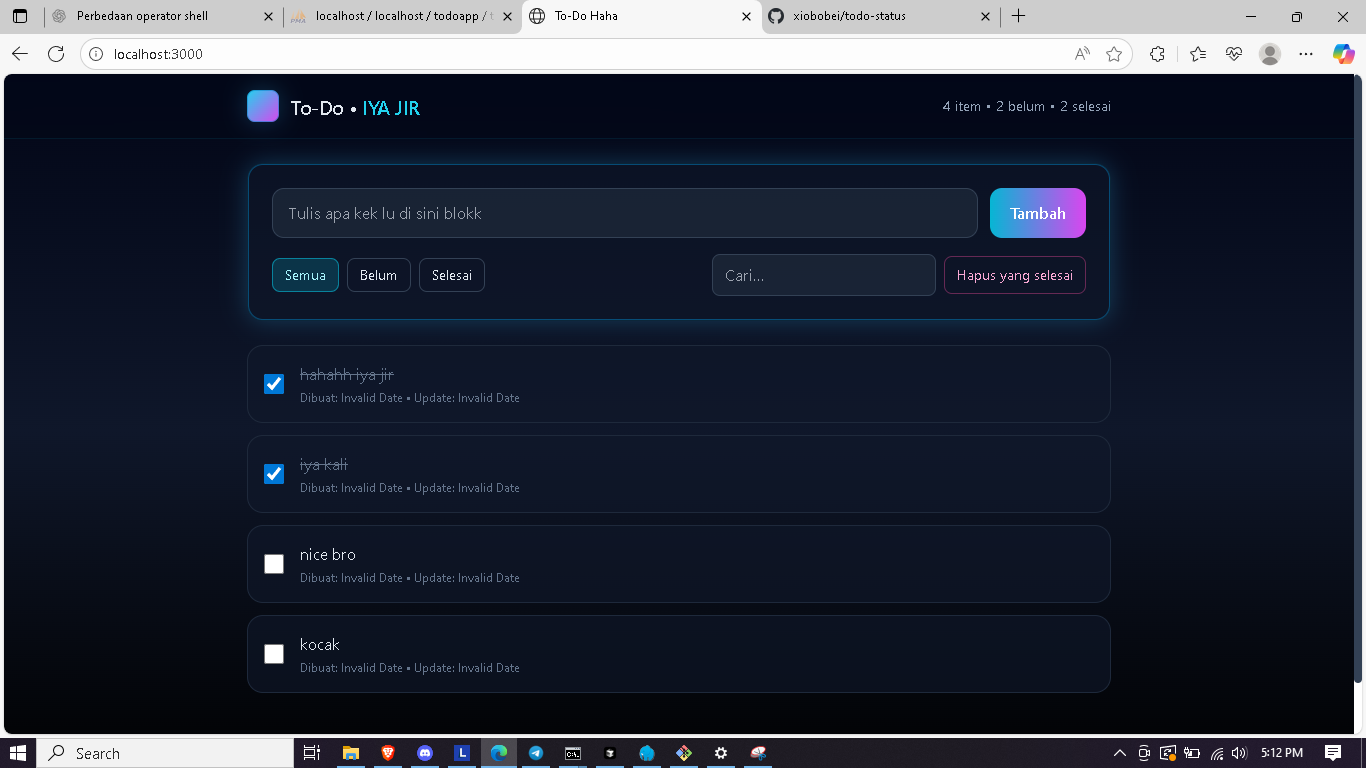 Perbedaan operator shell
localhost / localhost / todoapp / t
To-Do Haha
xiobobei/todo-status
localhost:3000
To-Do • IYA JIR
4 item • 2 belum • 2 selesai
Tulis apa kek lu di sini blokk
Tambah
Semua
Belum
Selesai
Cari...
Hapus yang selesai
hahahh iya jir
Dibuat: Invalid Date • Update: Invalid Date
iya kali
Dibuat: Invalid Date • Update: Invalid Date
nice bro
Dibuat: Invalid Date • Update: Invalid Date
kocak
Dibuat: Invalid Date • Update: Invalid Date
Search
5:12 PM